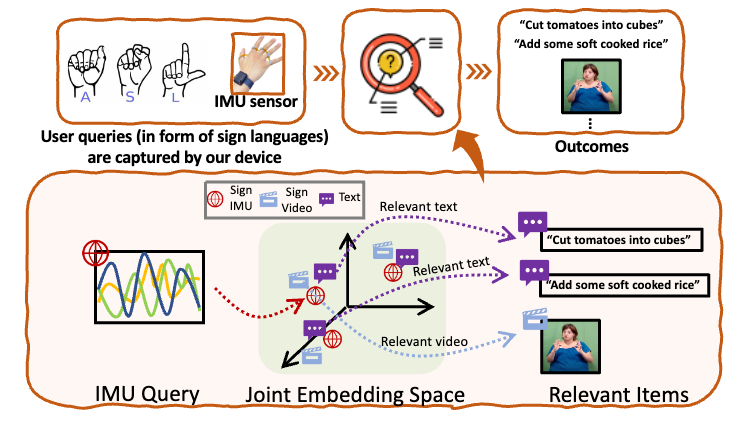 A S L
IMU sensor
User queries (in form of sign languages)
are captured by our device
?
“Cut tomatoes into cubes”
“Add some soft cooked rice”
Outcomes
Sign
IMU
Sign
Video
Text
Relevant text
Relevant text
Relevant video
“Cut tomatoes into cubes”
“Add some soft cooked rice”
IMU Query
Joint Embedding Space
Relevant Items